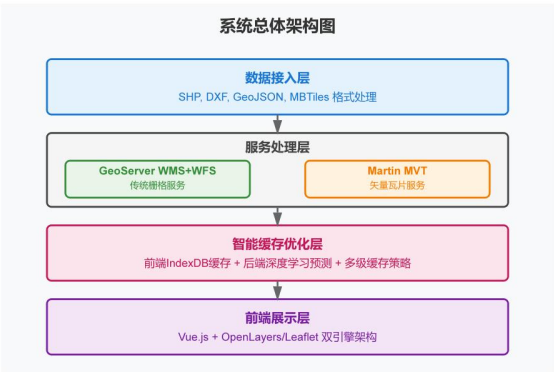 系统总体架构图
数据接入层
SHP, DXF, GeoJSON, MBTiles 格式处理
服务处理层
GeoServer WMS+WFS
传统栅格服务
Martin MVT
矢量瓦片服务
智能缓存优化层
前端IndexDB缓存 + 后端深度学习预测 + 多级缓存策略
前端展示层
Vue.js + OpenLayers/Leaflet 双引擎架构